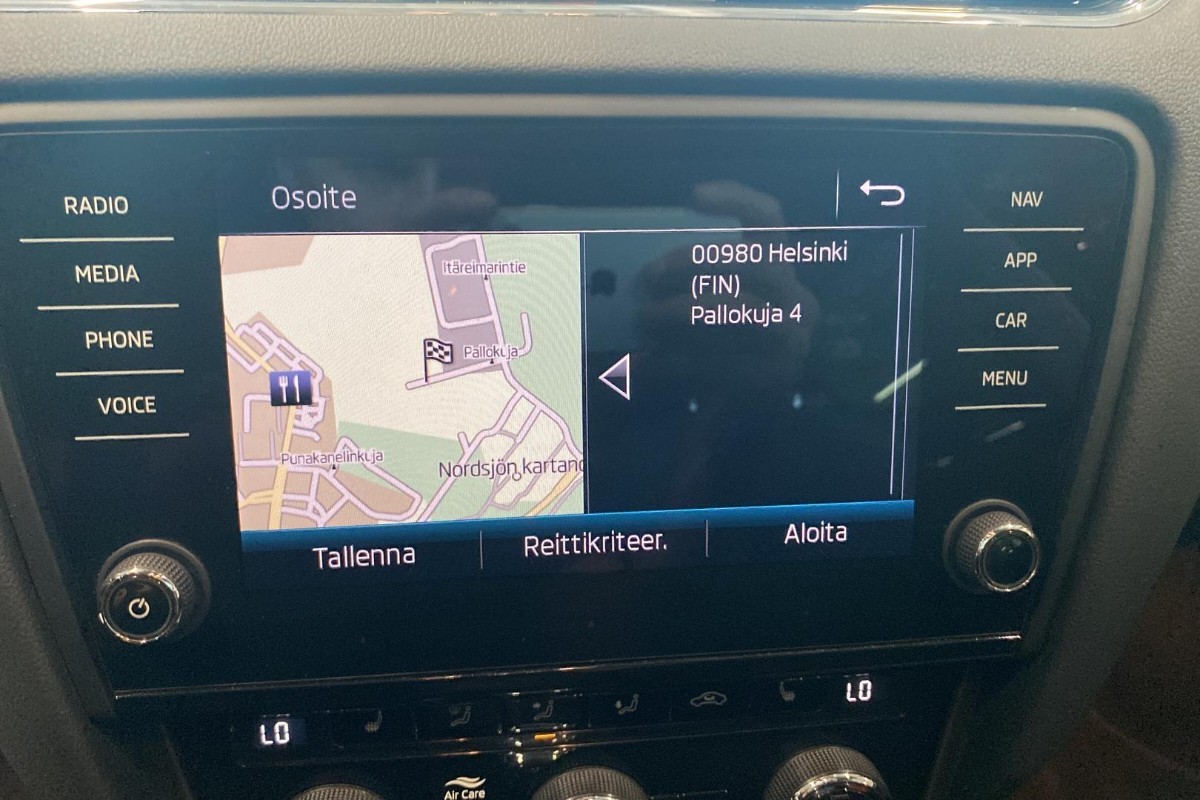 RADIO
MEDIA
PHONE
VOICE
Osoite
Itäreimarintie
Pallokuja
Punakanelinkuja
Nordsjön kartano
00980 Helsinki
(FIN)
Pallokuja 4
Tallenna
Reittikriteer.
Aloita
NAV
APP
CAR
MENU
LO
LO
Air Care